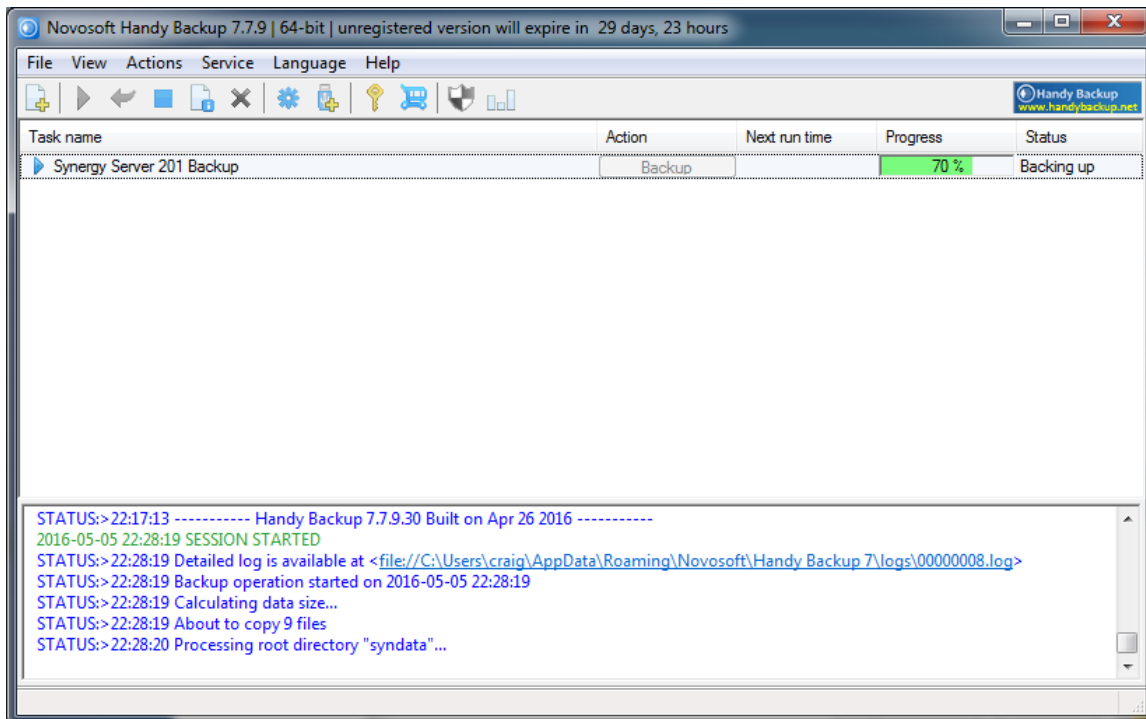 Novosoft Handy Backup 7.7.9 | 64-bit | unregistered version will expire in  29 days, 23 hours
File View Actions Service Language Help
Handy Backup
www.handybackup.net
Task name Action Next run time Progress Status
Synergy Server 201 Backup Backup 70 % Backing up
STATUS:>22:17:13 ----------- Handy Backup 7.7.9.30 Built on Apr 26 2016 -----------
2016-05-05 22:28:19 SESSION STARTED
STATUS:>22:28:19 Detailed log is available at <file://C:\Users\craig\AppData\Roaming\Novosoft\Handy Backup 7\logs\00000008.log>
STATUS:>22:28:19 Backup operation started on 2016-05-05 22:28:19
STATUS:>22:28:19 Calculating data size...
STATUS:>22:28:19 About to copy 9 files
STATUS:>22:28:20 Processing root directory "syndata"...